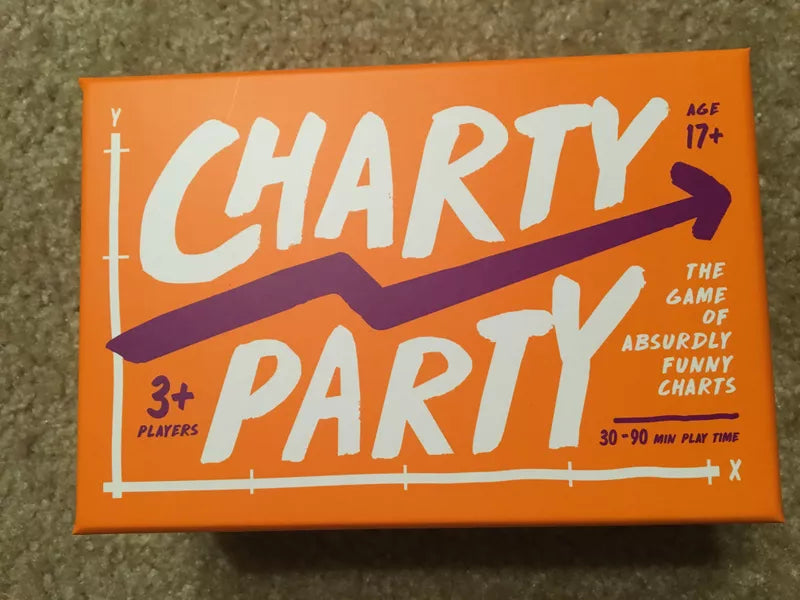 Y
CHARTY
AGE
17+
THE
GAME
OF
ABSURDLY
FUNNY
CHARTS
PARTY
3+
PLAYERS
30-90 MIN PLAY TIME
X